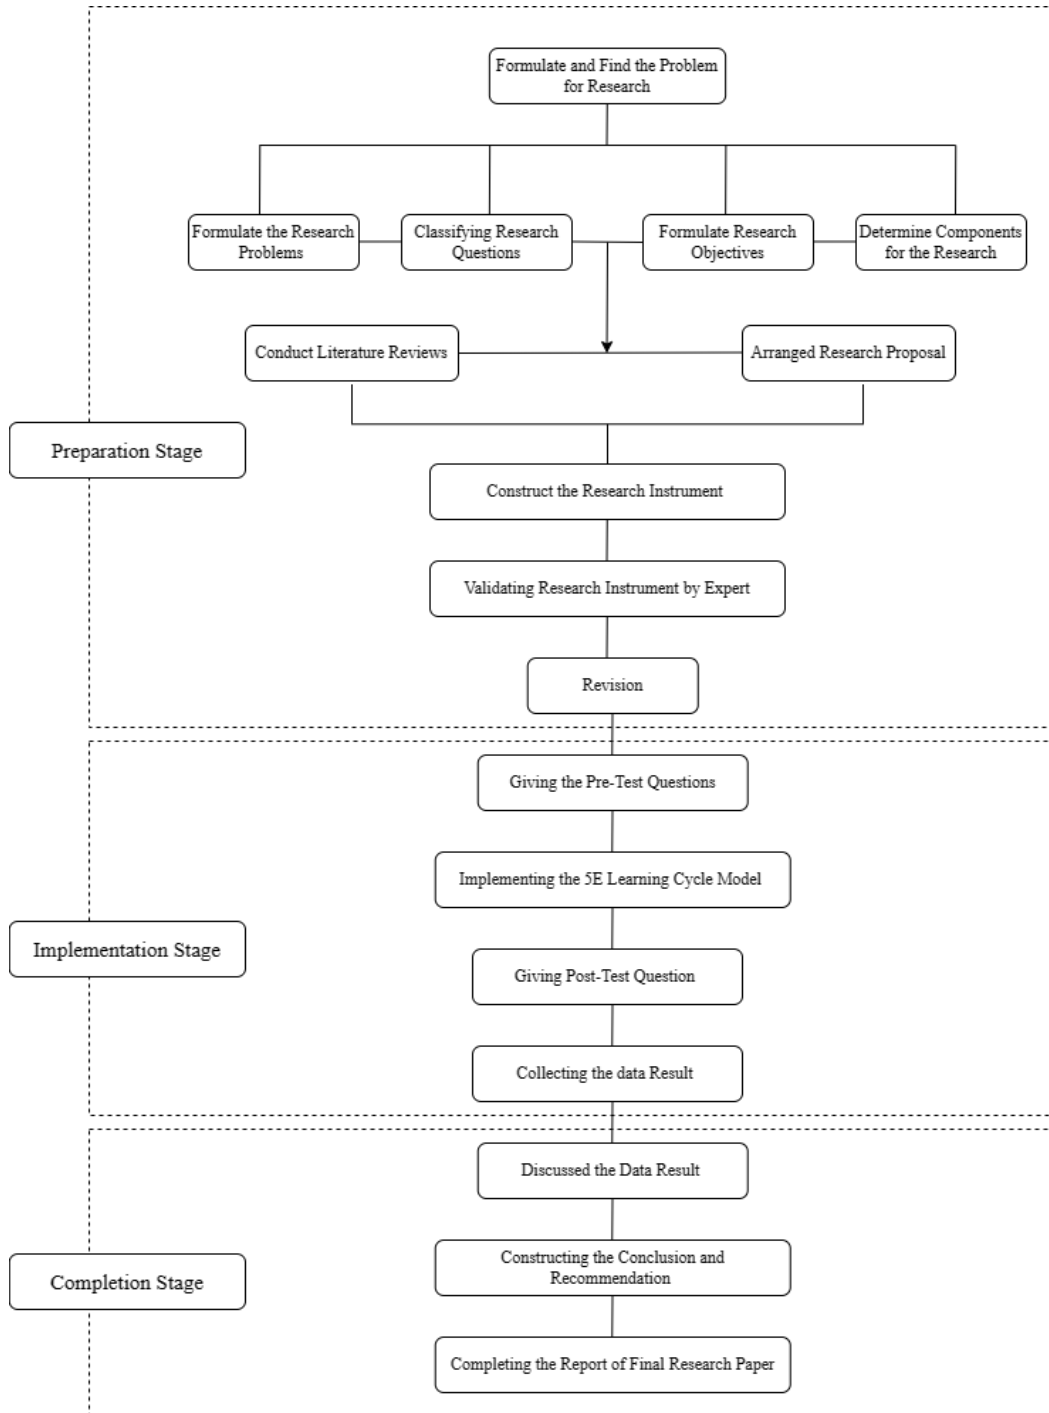 Formulate and Find the Problem
for Research
Formulate the Research
Problems
Classifying Research
Questions
Formulate Research
Objectives
Determine Components
for the Research
Conduct Literature Reviews
Arranged Research Proposal
Preparation Stage
Construct the Research Instrument
Validating Research Instrument by Expert
Revision
Giving the Pre-Test Questions
Implementing the 5E Learning Cycle Model
Implementation Stage
Giving Post-Test Question
Collecting the data Result
Discussed the Data Result
Constructing the Conclusion and
Recommendation
Completion Stage
Completing the Report of Final Research Paper